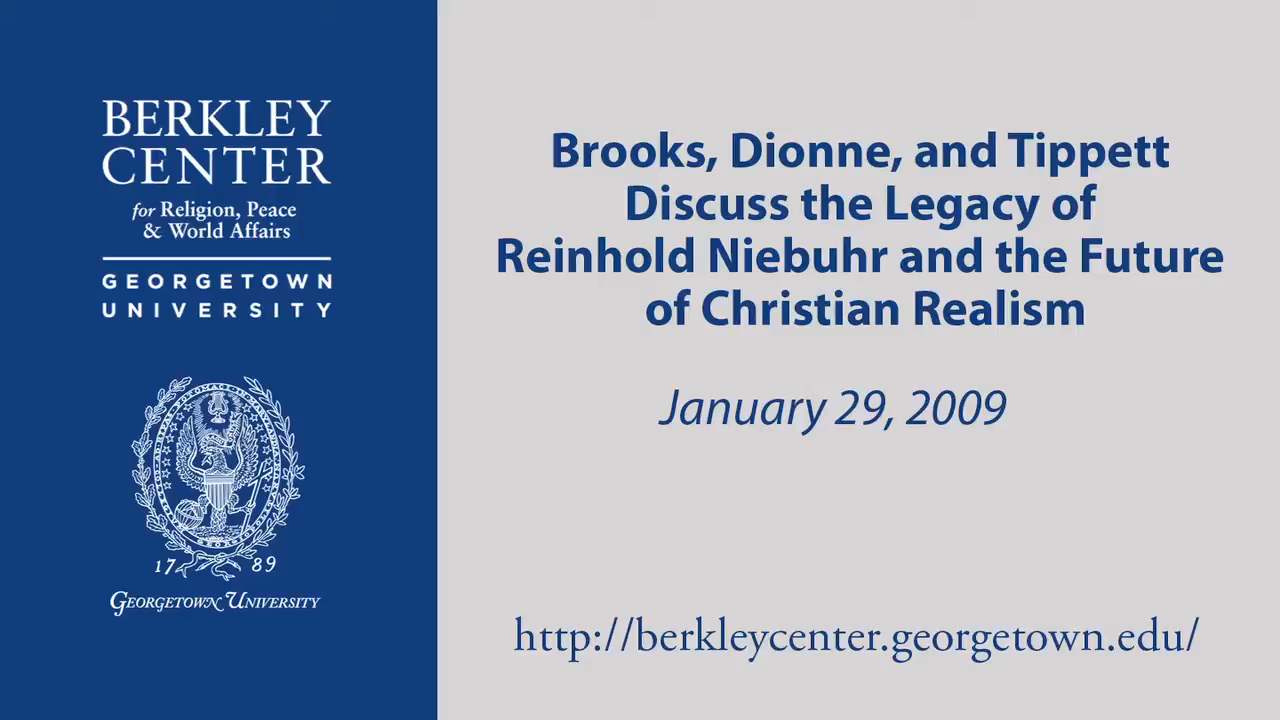 BERKLEY
CENTER
for Religion, Peace
& World Affairs
GEORGETOWN
UNIVERSITY
17 89
GEORGETOWN UNIVERSITY
Brooks, Dionne, and Tippett
Discuss the Legacy of
Reinhold Niebuhr and the Future
of Christian Realism
January 29, 2009
http://berkleycenter.georgetown.edu/